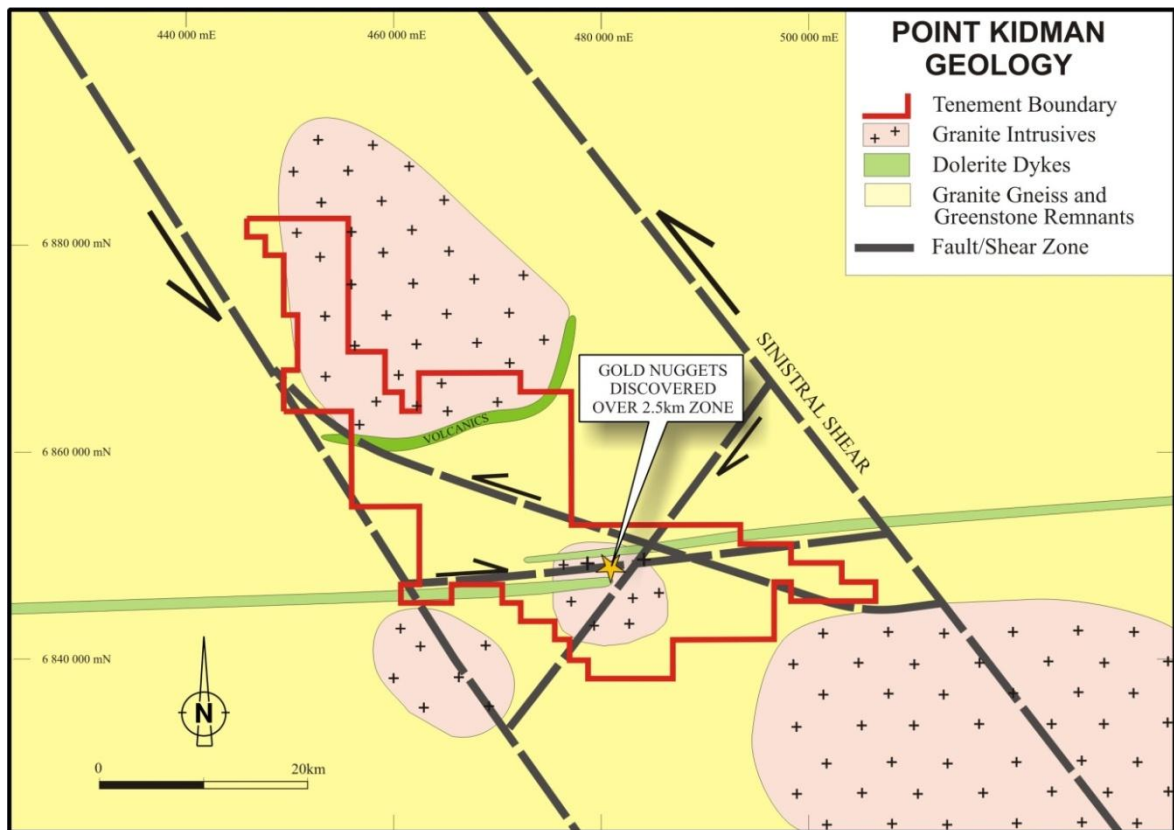 440 000 mE
460 000 mE
480 000 mE
500 000 mE
POINT KIDMAN
GEOLOGY
Tenement Boundary
Granite Intrusives
Dolerite Dykes
Granite Gneiss and
Greenstone Remnants
Fault/Shear Zone
6 880 000 mN
SINISTRAL SHEAR
GOLD NUGGETS
DISCOVERED
OVER 2.5km ZONE
VOLCANICS
6 860 000 mN
6 840 000 mN
N
0
20km